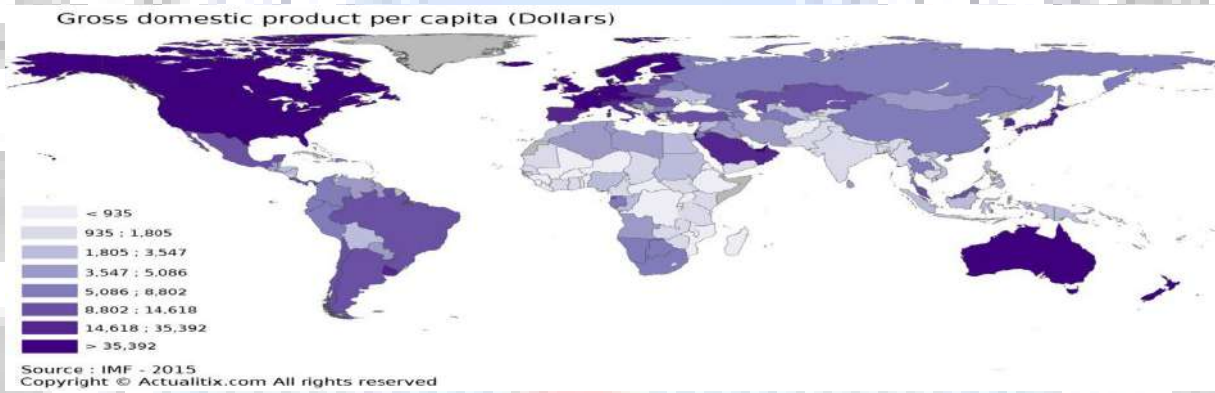 Gross domestic product per capita (Dollars)
< 935
935 ; 1,805
1,805 ; 3,547
3,547 ; 5,086
5,086 ; 8,802
8,802 ; 14,618
14,618 ; 35,392
> 35,392
Source : IMF - 2015
Copyright © Actualitix.com All rights reserved